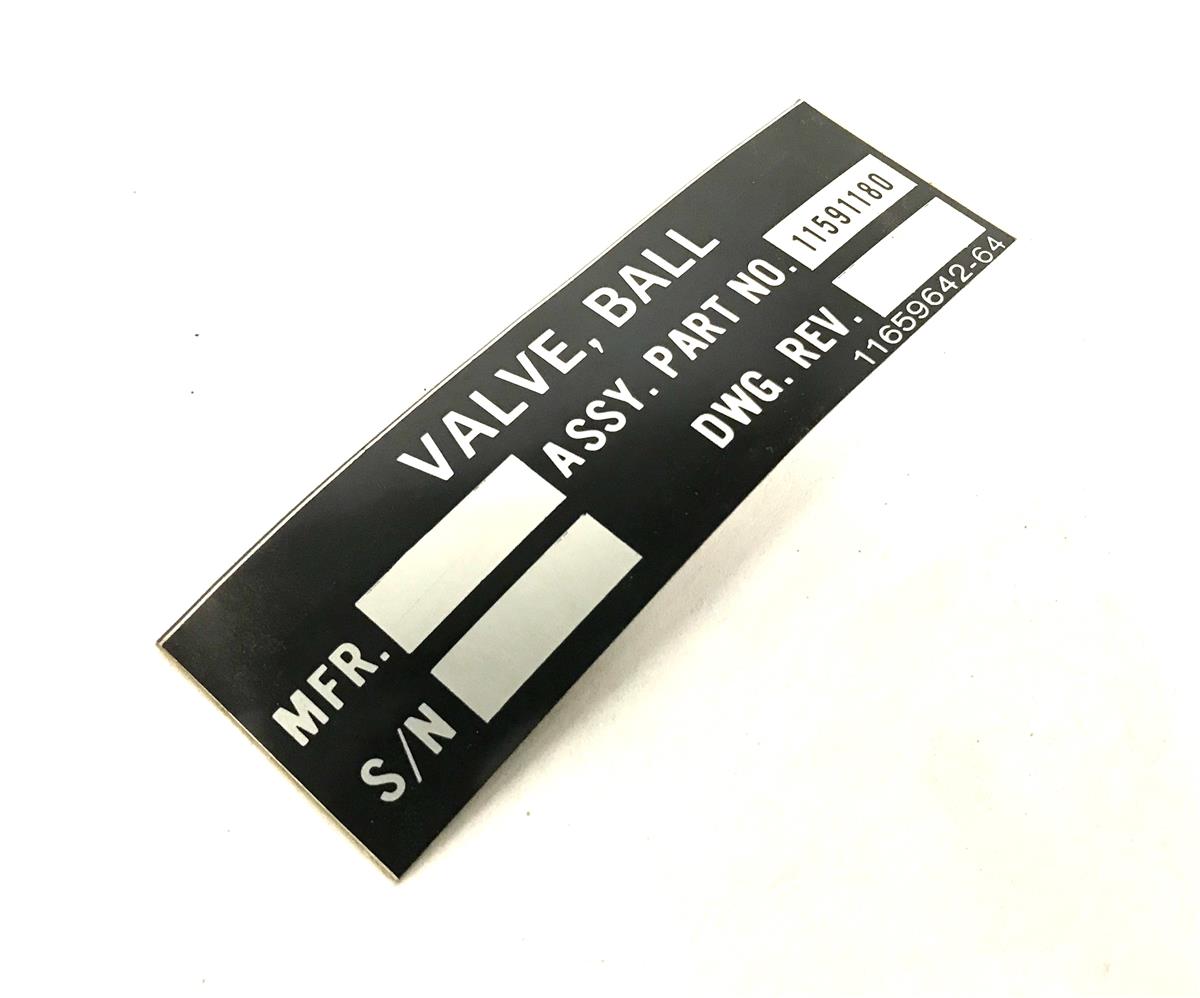 VALVE, BALL
MFR. ASSY. PART NO. 11591180
S/N DWG. REV.
11659642-64